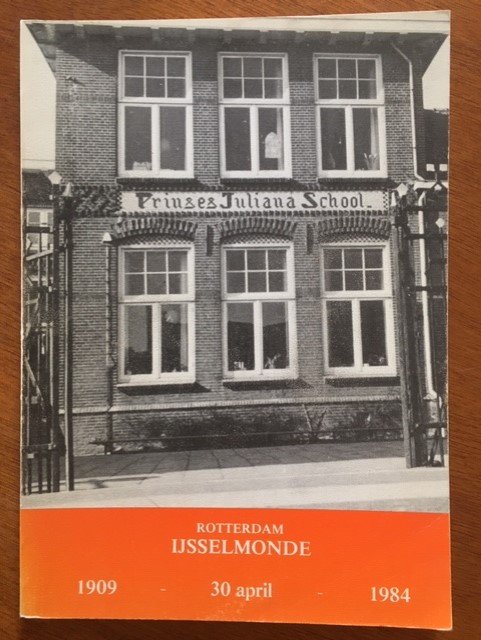 Prinses Juliana School.
ROTTERDAM
IJSSELMONDE
1909 - 30 april - 1984